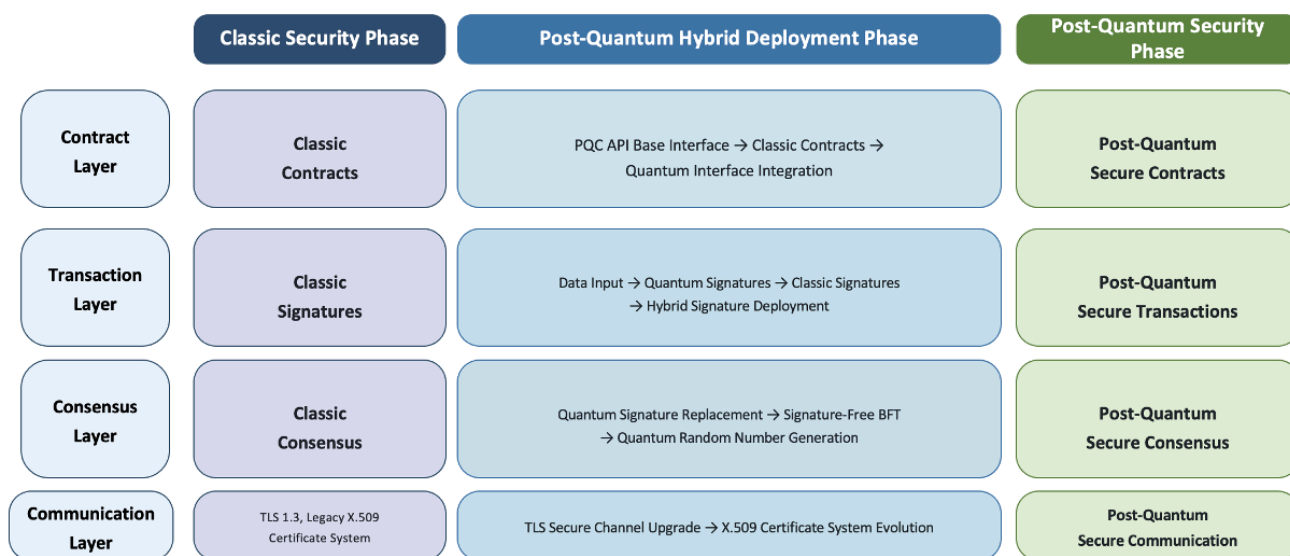 Classic Security Phase
Post-Quantum Hybrid Deployment Phase
Post-Quantum Security
Phase
Contract
Layer
Classic
Contracts
PQC API Base Interface → Classic Contracts →
Quantum Interface Integration
Post-Quantum
Secure Contracts
Transaction
Layer
Classic
Signatures
Data Input → Quantum Signatures → Classic Signatures
→ Hybrid Signature Deployment
Post-Quantum
Secure Transactions
Consensus
Layer
Classic
Consensus
Quantum Signature Replacement → Signature-Free BFT
→ Quantum Random Number Generation
Post-Quantum
Secure Consensus
Communication
Layer
TLS 1.3, Legacy X.509
Certificate System
TLS Secure Channel Upgrade → X.509 Certificate System Evolution
Post-Quantum
Secure Communication